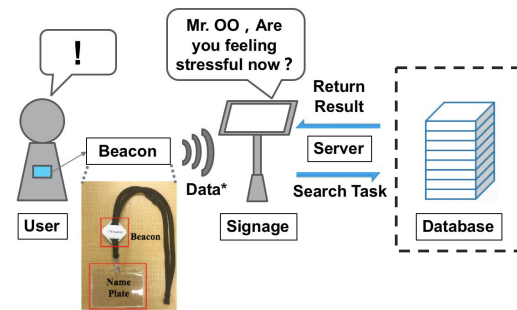 !
Mr. OO , Are
you feeling
stressful now ?
Return
Result
Beacon
Server
Data*
Search Task
User
Signage
Database
Beacon
Name
Plate